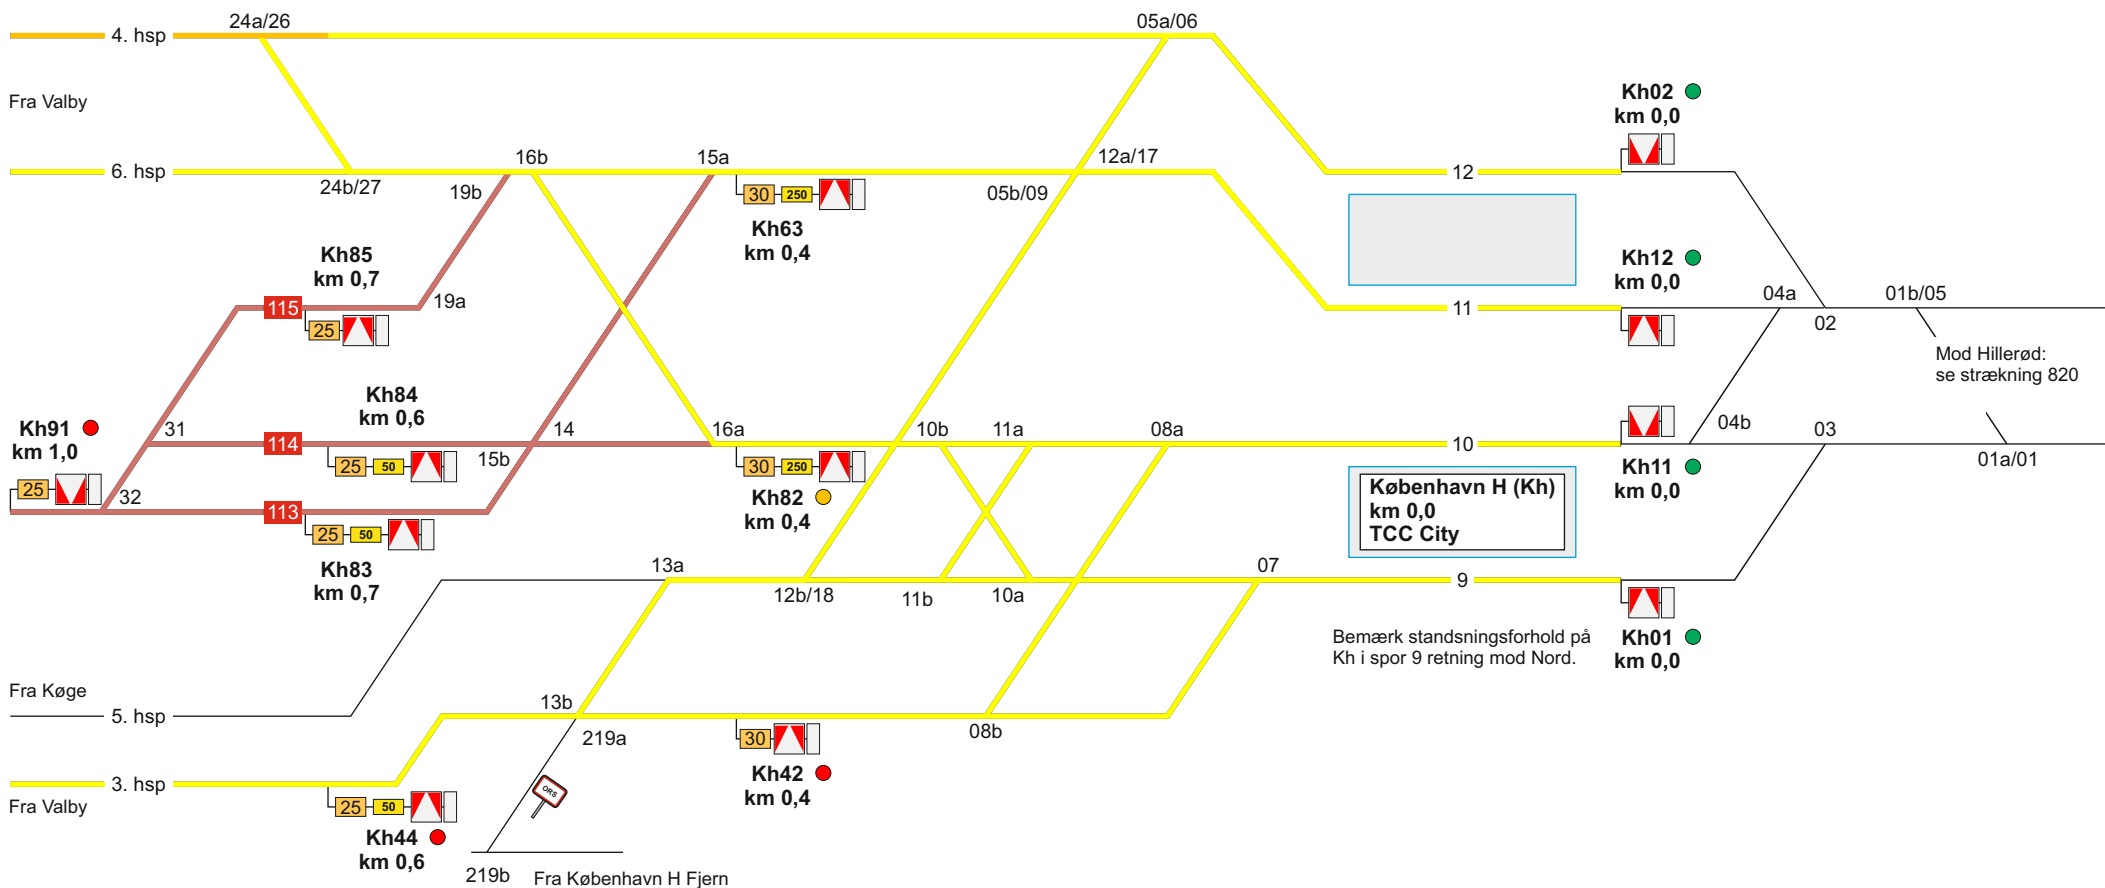 24a/26
05a/06
4. hsp
Kh02
km 0,0
Fra Valby
16b
15a
12a/17
6. hsp
12
24b/27
19b
30
250
05b/09
Kh63
km 0,4
Kh85
km 0,7
Kh12
km 0,0
115
19a
11
04a
01b/05
02
25
Mod Hillerød:
se strækning 820
Kh84
km 0,6
Kh91
km 1,0
31
114
14
16a
10b
11a
08a
10
04b
03
15b
25
50
30
250
Kh11
km 0,0
01a/01
25
32
Kh82
km 0,4
København H (Kh)
km 0,0
TCC City
113
25
50
Kh83
km 0,7
13a
07
9
12b/18
11b
10a
Bemærk standsningsforhold på
Kh i spor 9 retning mod Nord.
Kh01
km 0,0
Fra Køge
5. hsp
13b
219a
30
08b
Kh42
km 0,4
3. hsp
ORS
Fra Valby
25
50
Kh44
km 0,6
219b
Fra København H Fjern